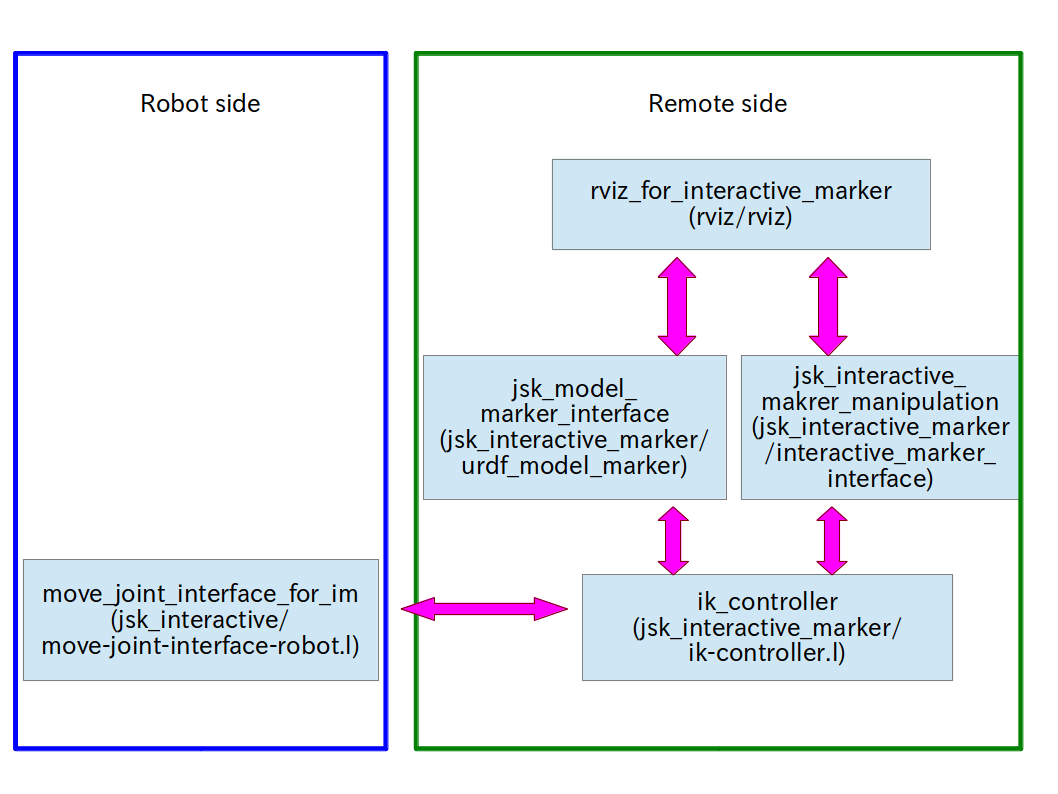 Robot side
Remote side
rviz_for_interactive_marker
(rviz/rviz)
jsk_model_
marker_interface
(jsk_interactive_marker/
urdf_model_marker)
jsk_interactive_
makrer_manipulation
(jsk_interactive_marker
/interactive_marker_
interface)
move_joint_interface_for_im
(jsk_interactive/
move-joint-interface-robot.l)
ik_controller
(jsk_interactive_marker/
ik-controller.l)